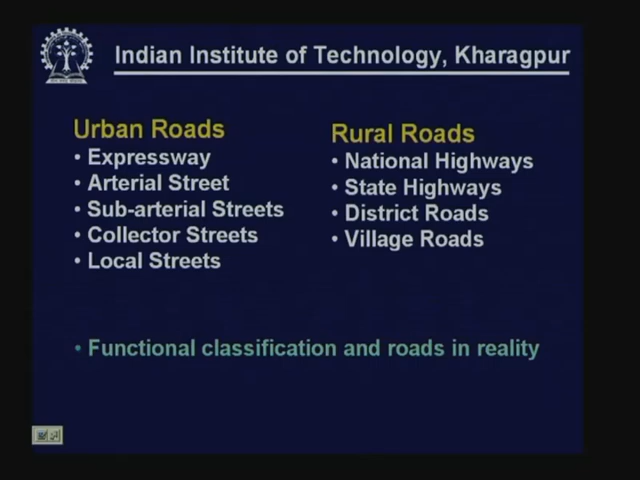 Indian Institute of Technology, Kharagpur
Urban Roads
• Expressway
• Arterial Street
• Sub-arterial Streets
• Collector Streets
• Local Streets
Rural Roads
• National Highways
• State Highways
• District Roads
• Village Roads
• Functional classification and roads in reality